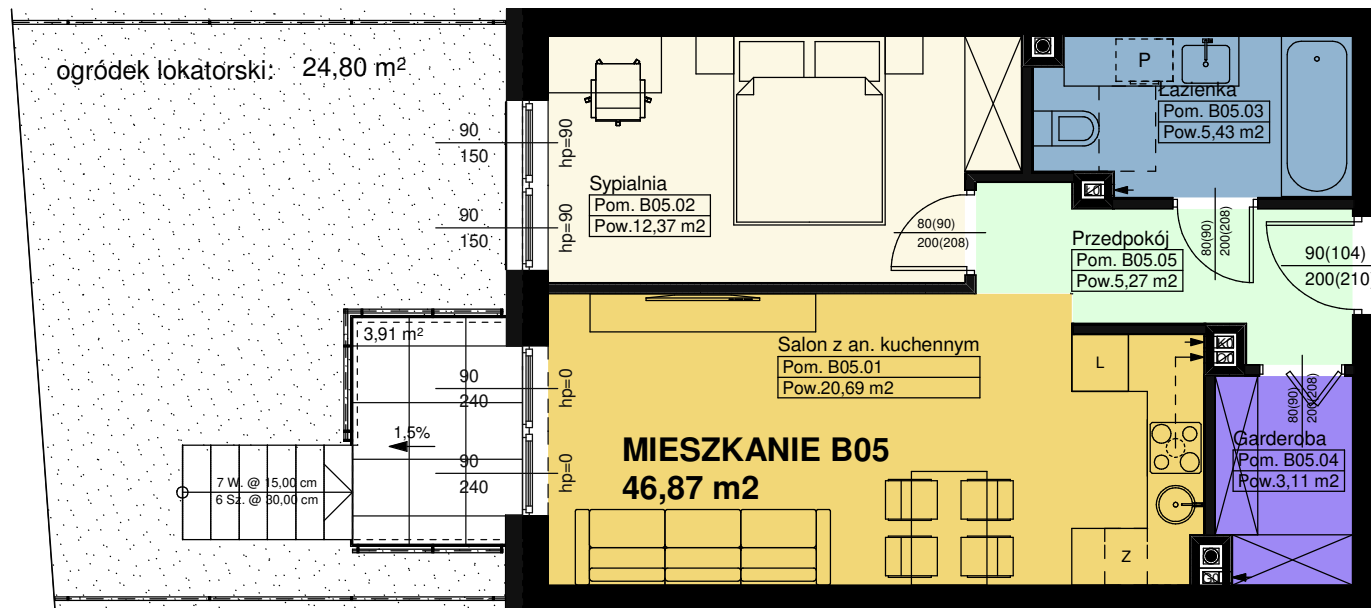 ogródek lokatorski: 24,80 m²
90
150
hp=90
90
150
hp=90
Sypialnia
Pom. B05.02
Pow.12,37 m2
80(90)
200(208)
P
Łazienka
Pom. B05.03
Pow.5,43 m2
80(90)
200(208)
Przedpokój
Pom. B05.05
Pow.5,27 m2
90(104)
200(210
3,91 m²
90
240
hp=0
90
240
hp=0
1,5%
7 W. @ 15,00 cm
6 Sz. @ 30,00 cm
Salon z an. kuchennym
Pom. B05.01
Pow.20,69 m2
L
MIESZKANIE B05
46,87 m2
Z
80(90)
200(208)
Garderoba
Pom. B05.04
Pow.3,11 m2